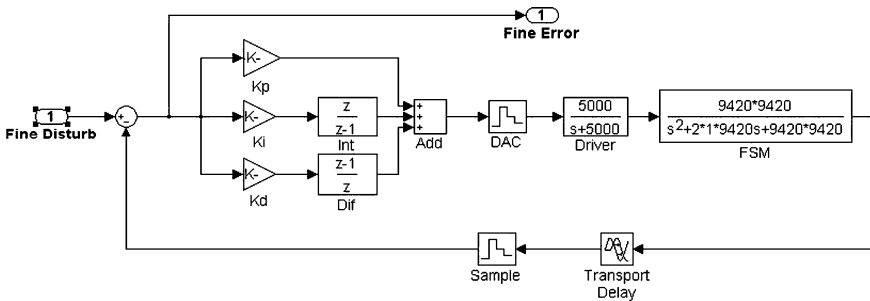 1
Fine Error
K-
Kp
1
Fine Disturb
+
-
K-
Ki
z
z-1
Int
K-
Kd
z-1
z
Dif
+
+
+
Add
DAC
5000
s+5000
Driver
9420*9420
s2+2*1*9420s+9420*9420
FSM
Sample
Transport
Delay